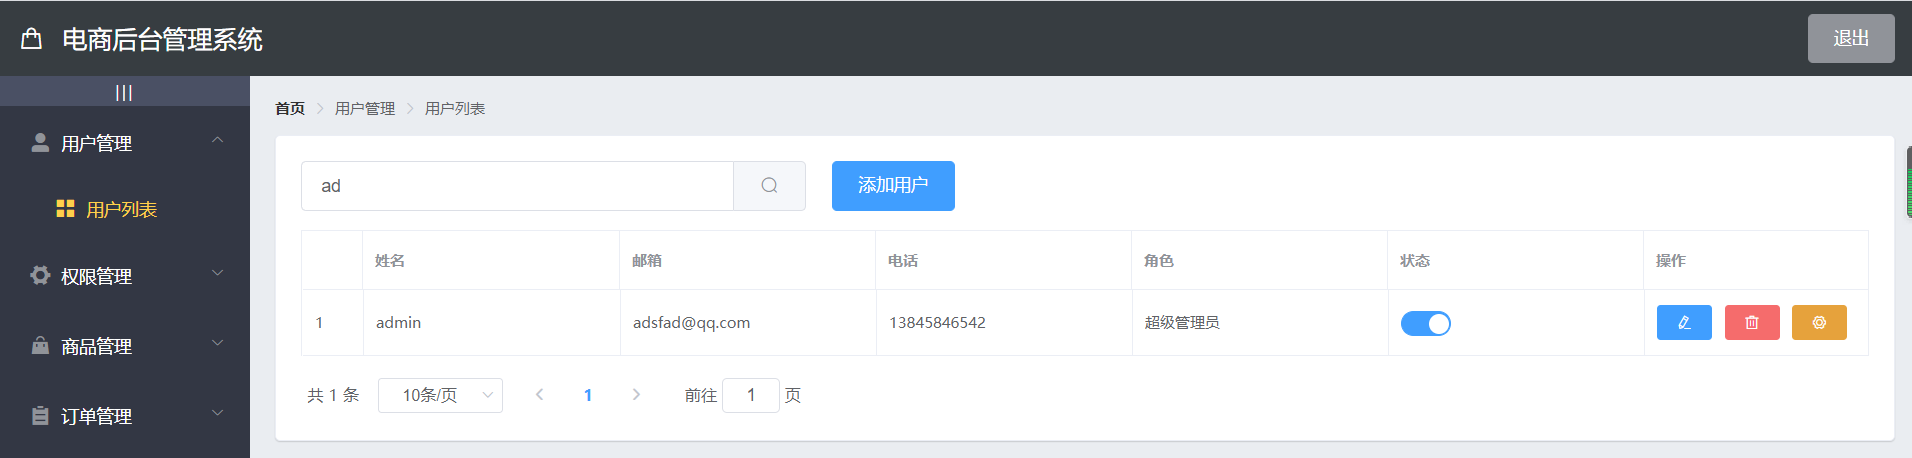 电商后台管理系统
退出
|||
首页 > 用户管理 > 用户列表
用户管理
用户列表
权限管理
商品管理
订单管理
ad
添加用户
姓名 邮箱 电话 角色 状态 操作
1 admin adsfad@qq.com 13845846542 超级管理员
共 1 条 10条/页 < 1 > 前往 1 页